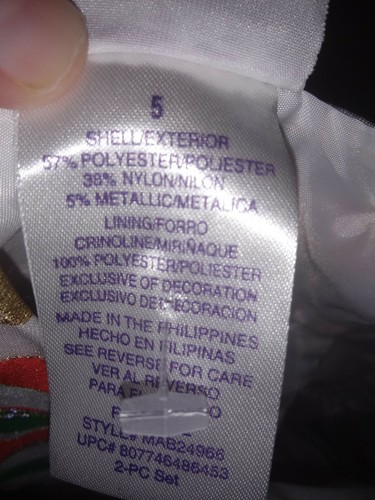 5
SHELL/EXTERIOR
57% POLYESTER/POLIESTER
38% NYLON/NILON
5% METALLIC/METALICA
LINING/FORRO
CRINOLINE/MIRIÑAQUE
100% POLYESTER/POLIESTER
EXCLUSIVE OF DECORATION
EXCLUSIVO DE DECORACION
MADE IN THE PHILIPPINES
HECHO EN FILIPINAS
SEE REVERSE FOR CARE
VER AL REVERSO
PARA
STYLE# MAB24966
UPC# 807746486453
2-PC Set